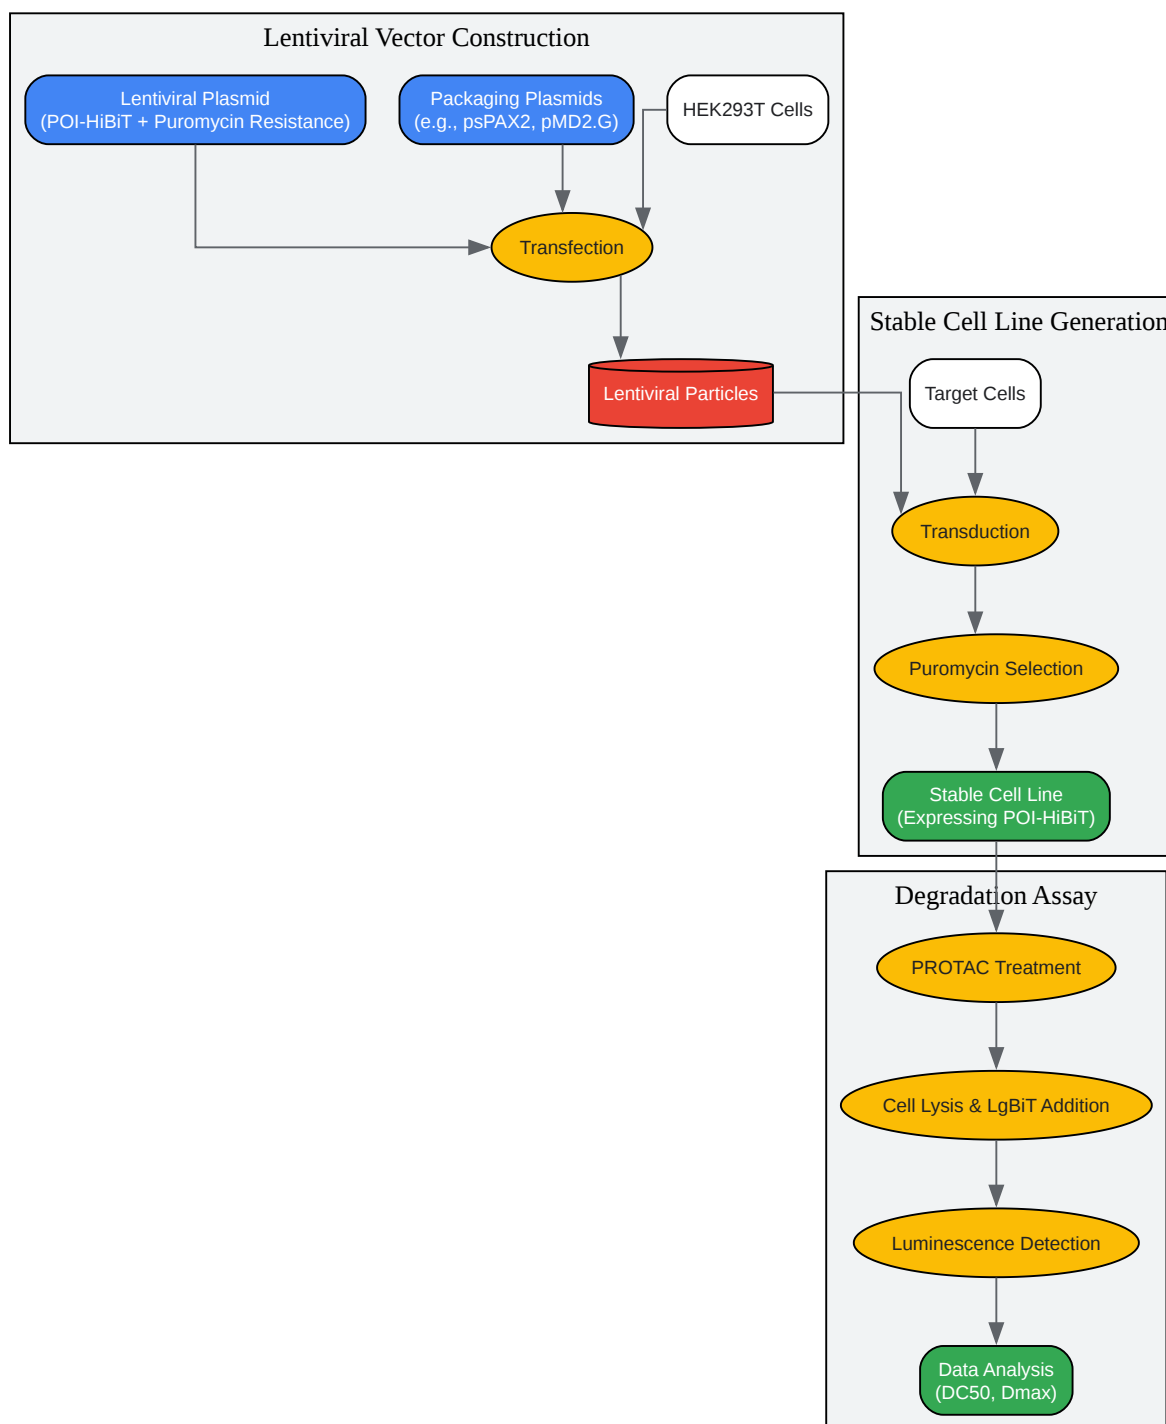 Lentiviral Vector Construction
Lentiviral Plasmid
(POI-HiBiT + Puromycin Resistance)
Packaging Plasmids
(e.g., psPAX2, pMD2.G)
HEK293T Cells
Transfection
Lentiviral Particles
Stable Cell Line Generation
Target Cells
Transduction
Puromycin Selection
Stable Cell Line
(Expressing POI-HiBiT)
Degradation Assay
PROTAC Treatment
Cell Lysis & LgBiT Addition
Luminescence Detection
Data Analysis
(DC50, Dmax)